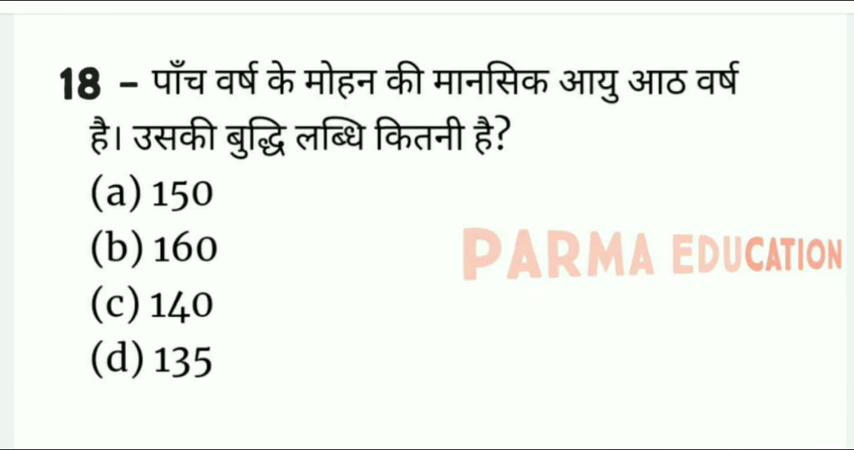 18 - पाँच वर्ष के मोहन की मानसिक आयु आठ वर्ष
है। उसकी बुद्धि लब्धि कितनी है?
(a) 150
(b) 160
PARMA EDUCATION
(c) 140
(d) 135